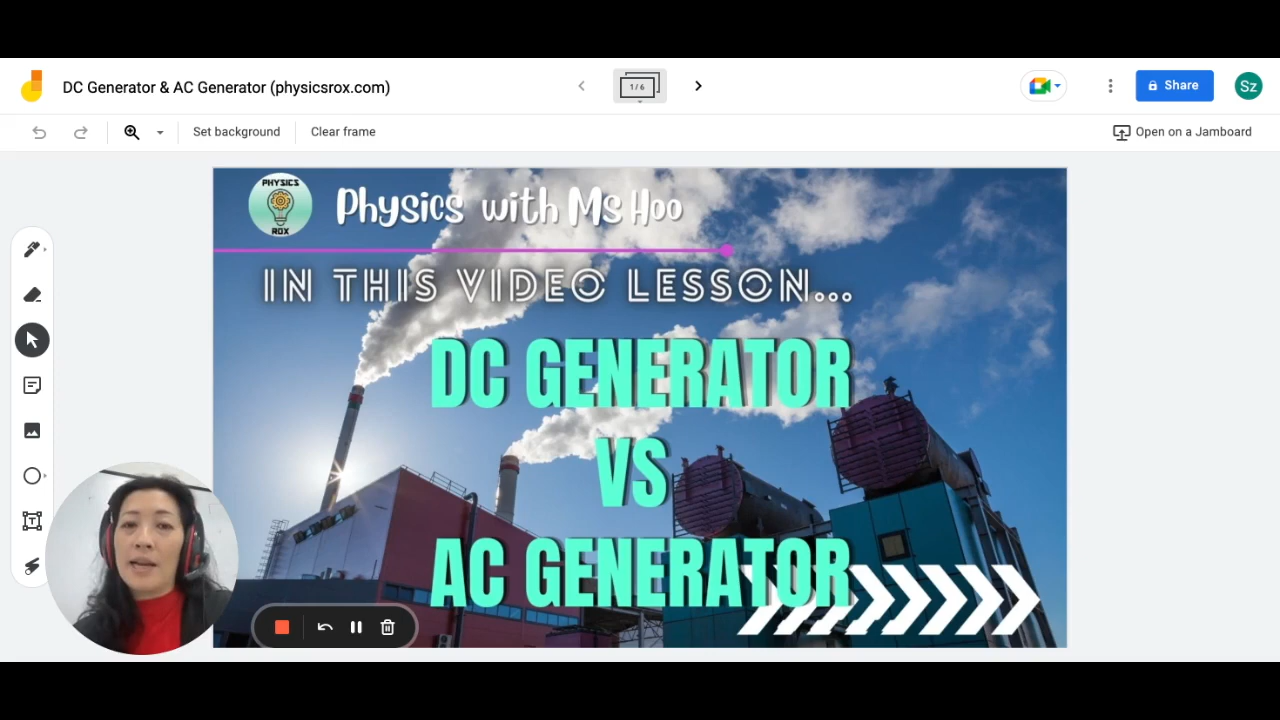 DC Generator & AC Generator (physicsrox.com)
1/6
Share
Sz
Set background
Clear frame
Open on a Jamboard
PHYSICS
ROX
Physics with Ms Hoo
IN THIS VIDEO LESSON...
DC GENERATOR
VS
AC GENERATOR
T